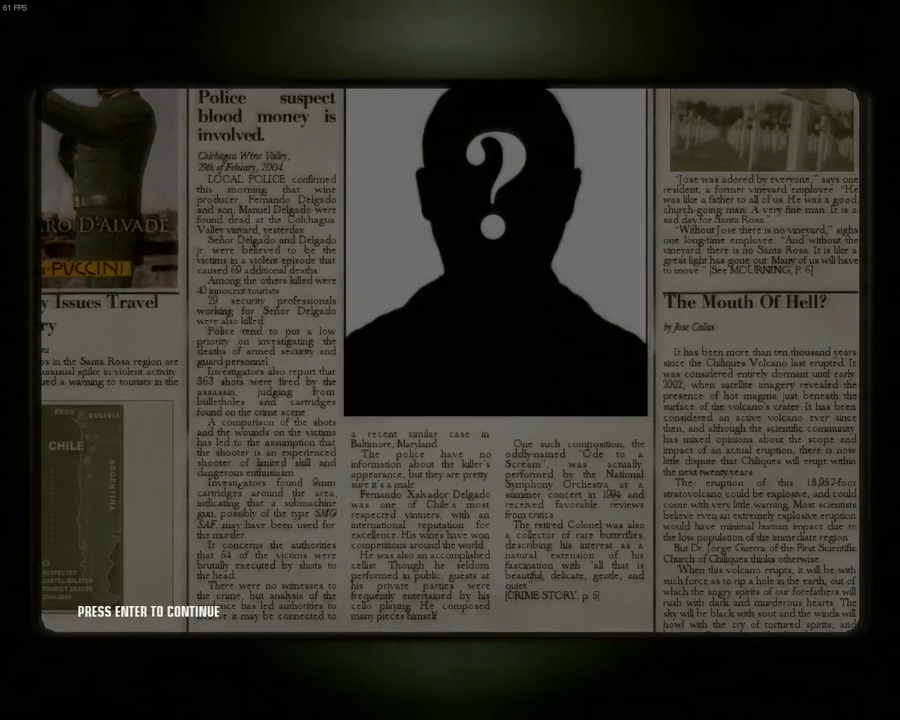 61 FPS
RO D'ALVADE
PUCCINI
y Issues Travel
ry
os in the Santa Rosa region are
unusual spike in violent activity
ued a warning to tourists in the
PERU
BOLIVIA
CHILE
ARGENTINA
SUSPECTED
CARTEL-RELATED
TOURIST DEATHS
PRESS ENTER TO CONTINUE
Police suspect
blood money is
involved.
Colchagua Wine Valley,
29th of Febuary, 2004
LOCAL POLICE confirmed
this morning that wine
producer, Fernando Delgado
and son, Manuel Delgado were
found dead at the Colchagua
Valley vinyard, yesterday.
Señor Delgado and Delgado
jr. were believed to be the
victims in a violent episode that
caused 69 additional deaths.
Among the others killed were
40 innocent tourists.
29 security professionals
working for Señor Delgado
were also killed.
Police tend to put a low
priority on investigating the
deaths of armed security and
guard personnel.
Investigators also report that
363 shots were fired by the
assassin, judging from
bulletholes and cartridges
found on the crime scene.
A comparison of the shots
and the wounds on the victims
has led to the assumption that
the shooter is an experienced
shooter of limited skill and
dangerous enthusiasm.
Investigators found 9mm
cartridges around the area,
indicating that a submachine
gun, possibly of the type SMG
SAF, may have been used for
the murder.
It concerns the authorities
that 54 of the victims were
brutally executed by shots to
the head.
There were no witnesses to
the crime, but analysis of the
ence has led authorities to
e it may be connected to
a recent similar case in
Baltimore, Maryland.
The police have no
information about the killer's
appearance, but they are pretty
sure it's a male.
Fernando Xalvador Delgado
was one of Chile's most
respected vintners, with an
international reputation for
excellence. His wines have won
competitions around the world.
He was also an accomplished
cellist. Though he seldom
performed in public, guests at
his private parties were
frequently entertained by his
cello playing. He composed
many pieces himself.
One such composition, the
oddly-named "Ode to a
Scream", was actually
performed by the National
Symphony Orchestra at a
summer concert in 1994 and
received favorable reviews
from critics.
The retired Colonel was also
a collector of rare butterflies,
describing his interest as a
natural extension of his
fascination with "all that is
beautiful, delicate, gentle, and
quiet."
[CRIME STORY, p. 5]
?
"Jose was adored by everyone," says one
resident, a former vineyard employee. "He
was like a father to all of us. He was a good,
church-going man. A very fine man. It is a
sad day for Santa Rosa."
"Without Jose there is no vineyard," sighs
one long-time employee. "And without the
vineyard, there is no Santa Rosa. It is like a
great light has gone out. Many of us will have
to move." [See MOURNING, P. 6]
The Mouth Of Hell?
by Jose Callas
It has been more than ten thousand years
since the Chiliques Volcano last erupted. It
was considered entirely dormant until early
2002, when satellite imagery revealed the
presence of hot magma just beneath the
surface of the volcano's crater. It has been
considered an active volcano ever since
then, and although the scientific community
has mixed opinions about the scope and
impact of an actual eruption, there is now
little dispute that Chiliques will erupt within
the next twenty years.
The eruption of this 18,957-foot
stratovolcano could be explosive, and could
come with very little warning. Most scientists
believe even an extremely explosive eruption
would have minimal human impact due to
the low population of the immediate region.
But Dr Jorge Guerra of the First Scientific
Church of Chiliques thinks otherwise.
"When this volcano erupts, it will be with
such force as to rip a hole in the earth, out of
which the angry spirits of our forefathers will
rush with dark and murderous hearts. The
sky will be black with soot and the winds will
howl with the cry of tortured spirits, and